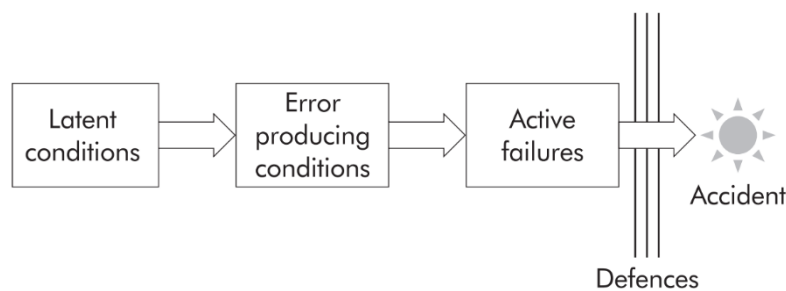 Latent
conditions
Error
producing
conditions
Active
failures
Accident
Defences